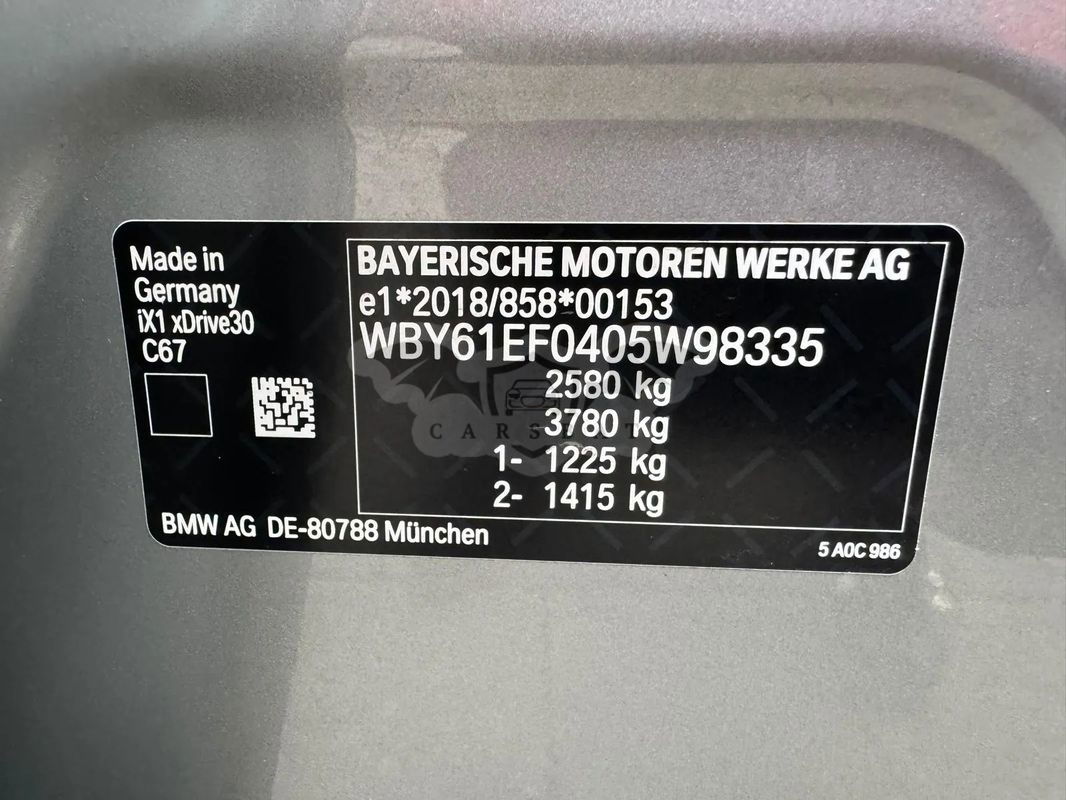 Made in
Germany
iX1 xDrive30
C67
BAYERISCHE MOTOREN WERKE AG
e1*2018/858*00153
WBY61EF0405W98335
2580 kg
3780 kg
1- 1225 kg
2- 1415 kg
BMW AG DE-80788 München
5 A0C 986